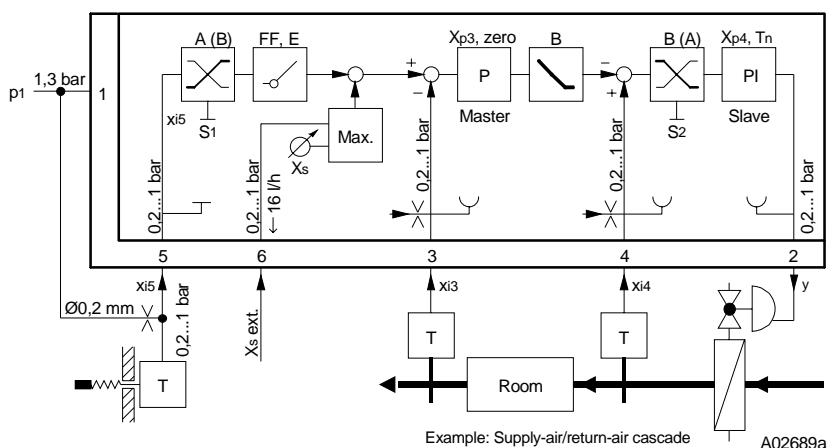 A (B)
FF, E
Xp3, zero
B
B (A)
Xp4, Tn
p1
1,3 bar
1
+
−
P
−
+
PI
xi5
S1
Master
S2
Slave
Max.
Xs
0,2...1 bar
0,2...1 bar
← 16 l/h
0,2...1 bar
0,2...1 bar
0,2...1 bar
5
6
3
4
2
xi5
xi3
xi4
y
Ø0,2 mm
0,2...1 bar
Xs ext.
T
T
T
Room
Example: Supply-air/return-air cascade
A02689a